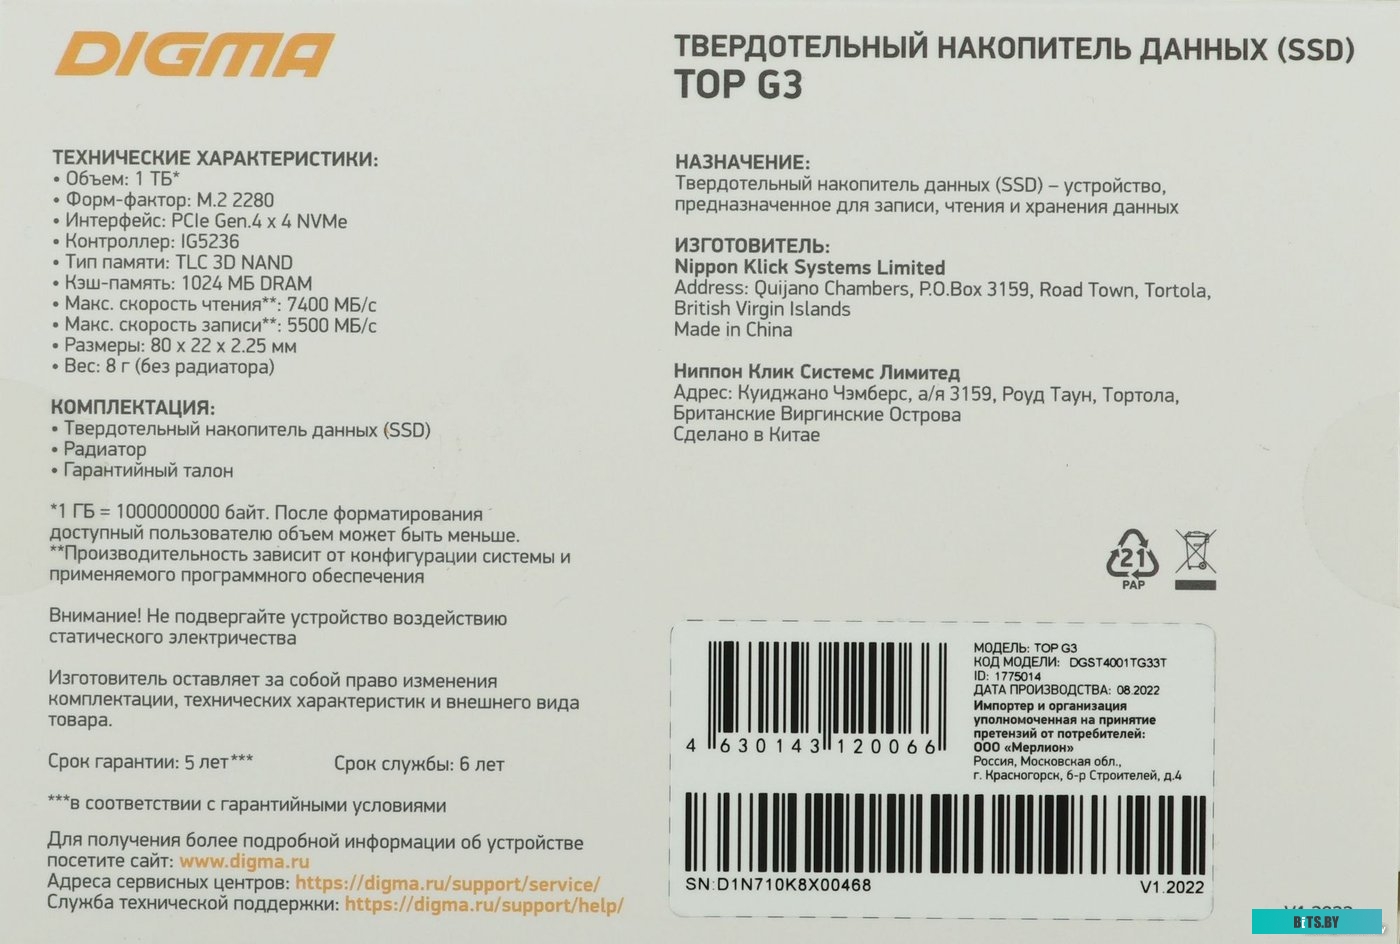 DIGMA
ТВЕРДОТЕЛЬНЫЙ НАКОПИТЕЛЬ ДАННЫХ (SSD)
TOP G3
ТЕХНИЧЕСКИЕ ХАРАКТЕРИСТИКИ:
• Объем: 1 ТБ*
• Форм-фактор: M.2 2280
• Интерфейс: PCIe Gen.4 x 4 NVMe
• Контроллер: IG5236
• Тип памяти: TLC 3D NAND
• Кэш-память: 1024 МБ DRAM
• Макс. скорость чтения**: 7400 МБ/с
• Макс. скорость записи**: 5500 МБ/с
• Размеры: 80 x 22 x 2.25 мм
• Вес: 8 г (без радиатора)
КОМПЛЕКТАЦИЯ:
• Твердотельный накопитель данных (SSD)
• Радиатор
• Гарантийный талон
*1 ГБ = 1000000000 байт. После форматирования
доступный пользователю объем может быть меньше.
**Производительность зависит от конфигурации системы и
применяемого программного обеспечения
Внимание! Не подвергайте устройство воздействию
статического электричества
Изготовитель оставляет за собой право изменения
комплектации, технических характеристик и внешнего вида
товара.
Срок гарантии: 5 лет*** Срок службы: 6 лет
***в соответствии с гарантийными условиями
Для получения более подробной информации об устройстве
посетите сайт: www.digma.ru
Адреса сервисных центров: https://digma.ru/support/service/
Служба технической поддержки: https://digma.ru/support/help/
НАЗНАЧЕНИЕ:
Твердотельный накопитель данных (SSD) – устройство,
предназначенное для записи, чтения и хранения данных
ИЗГОТОВИТЕЛЬ:
Nippon Klick Systems Limited
Address: Quijano Chambers, P.O.Box 3159, Road Town, Tortola,
British Virgin Islands
Made in China
Ниппон Клик Системс Лимитед
Адрес: Куиджано Чэмберс, а/я 3159, Роуд Таун, Тортола,
Британские Виргинские Острова
Сделано в Китае
21
PAP
4 630143 120066
МОДЕЛЬ: TOP G3
КОД МОДЕЛИ: DGST4001TG33T
ID: 1775014
ДАТА ПРОИЗВОДСТВА: 08.2022
Импортер и организация
уполномоченная на принятие
претензий от потребителей:
ООО «Мерлион»
Россия, Московская обл.,
г. Красногорск, б-р Строителей, д.4
SN:D1N710K8X00468
V1.2022
BiTS.BY